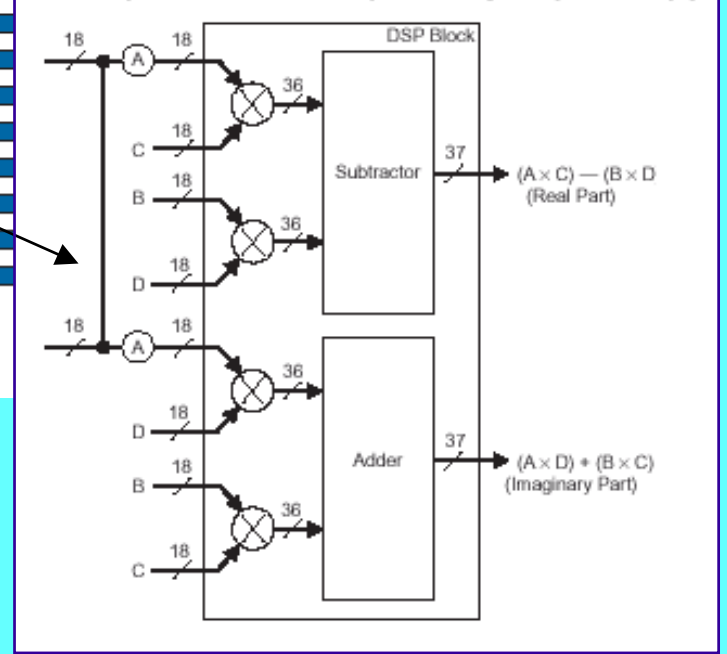 DSP Block
18
A
18
36
C
18
Subtractor
37
(A × C) — (B × D
(Real Part)
B
18
36
D
18
18
A
18
36
D
18
Adder
37
(A × D) + (B × C)
(Imaginary Part)
B
18
36
C
18